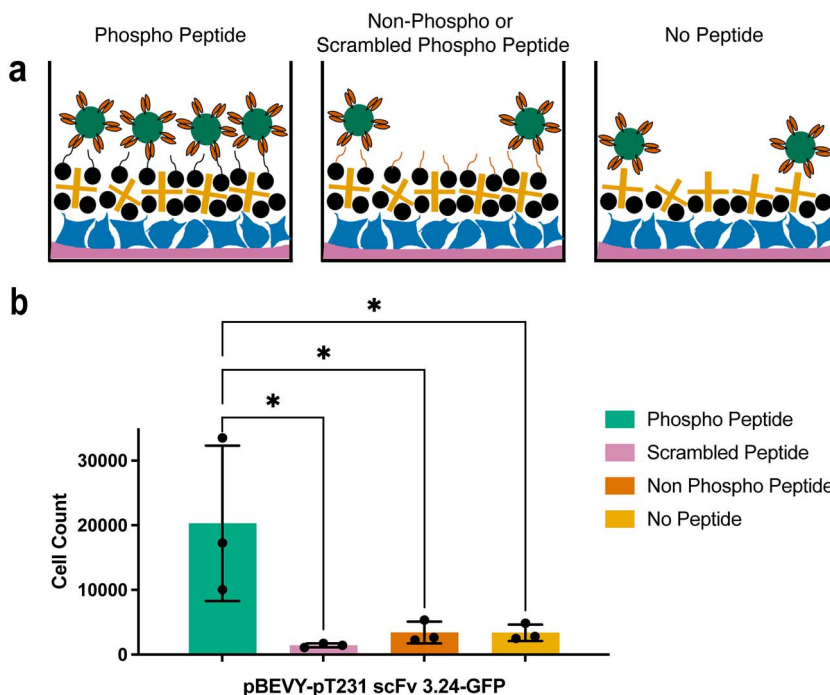 Phospho Peptide
Non-Phospho or
Scrambled Phospho Peptide
No Peptide
a
b
*
*
*
Cell Count
30000
20000
10000
0
pBEVY-pT231 scFv 3.24-GFP
Phospho Peptide
Scrambled Peptide
Non Phospho Peptide
No Peptide